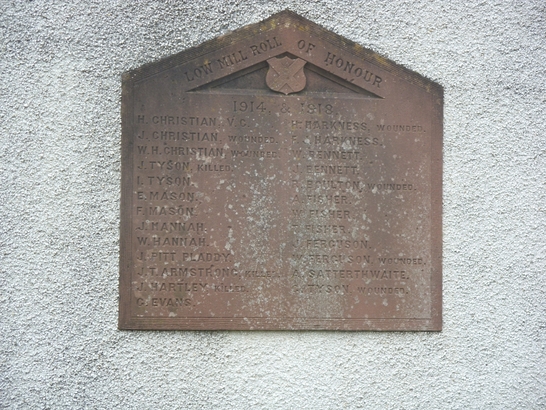 LOW MILL ROLL OF HONOUR
1914 & 1918
H. CHRISTIAN, V.C.
J. CHRISTIAN, WOUNDED.
W. H. CHRISTIAN, WOUNDED.
J. TYSON, KILLED.
I. TYSON.
E. MASON.
F. MASON.
J. HANNAH.
W. HANNAH.
J. PITT PLADDY.
J. T. ARMSTRONG, KILLED.
J. HARTLEY, KILLED.
C. EVANS.
H. HARKNESS, WOUNDED.
HARKNESS.
W. BENNETT.
J. BENNETT.
BOULTON, WOUNDED.
A. FISHER.
W. FISHER.
FISHER.
J. FERGUSON.
W. FERGUSON, WOUNDED.
A. SATTERTHWAITE.
TYSON, WOUNDED.